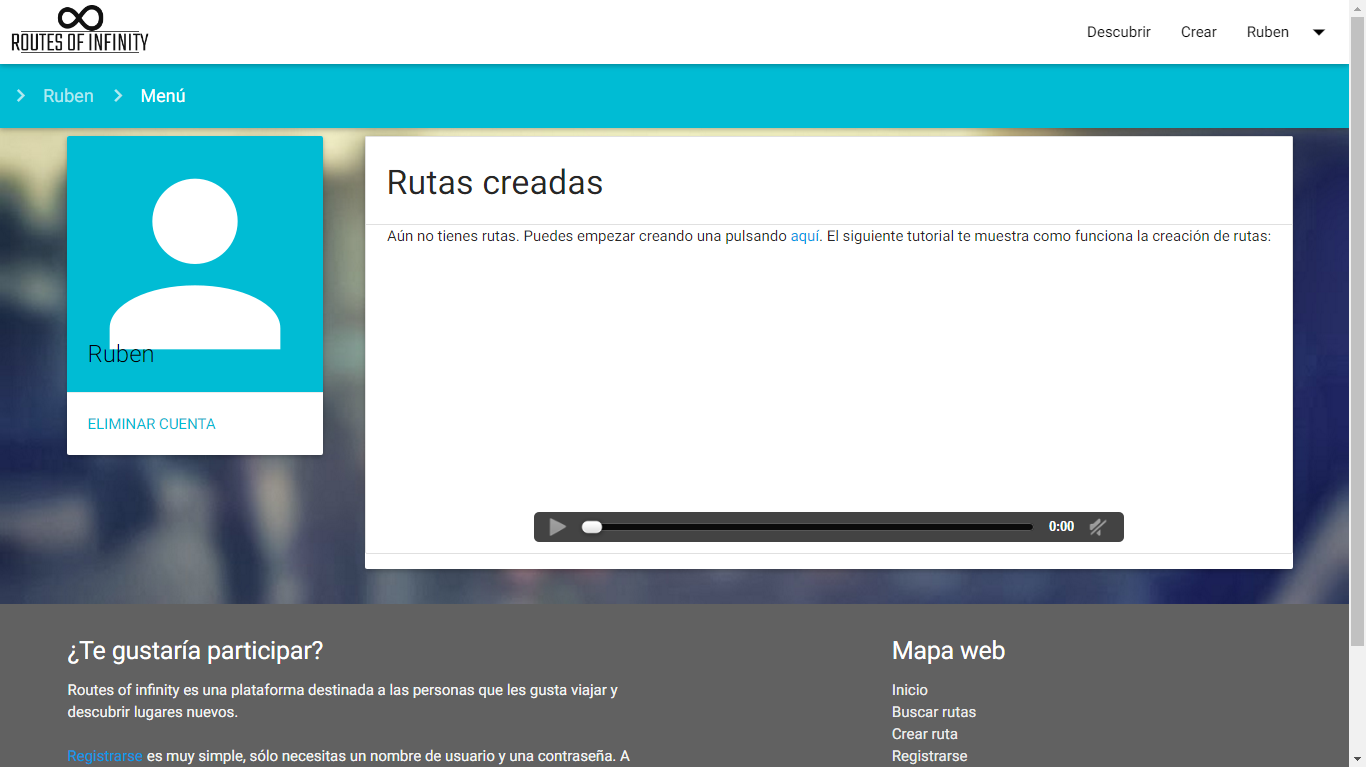 ROUTES OF INFINITY
Descubrir
Crear
Ruben
Ruben
Menú
Ruben
ELIMINAR CUENTA
Rutas creadas
Aún no tienes rutas. Puedes empezar creando una pulsando aquí. El siguiente tutorial te muestra como funciona la creación de rutas:
0:00
¿Te gustaría participar?
Routes of infinity es una plataforma destinada a las personas que les gusta viajar y
descubrir lugares nuevos.
Registrarse es muy simple, sólo necesitas un nombre de usuario y una contraseña. A
Mapa web
Inicio
Buscar rutas
Crear ruta
Registrarse